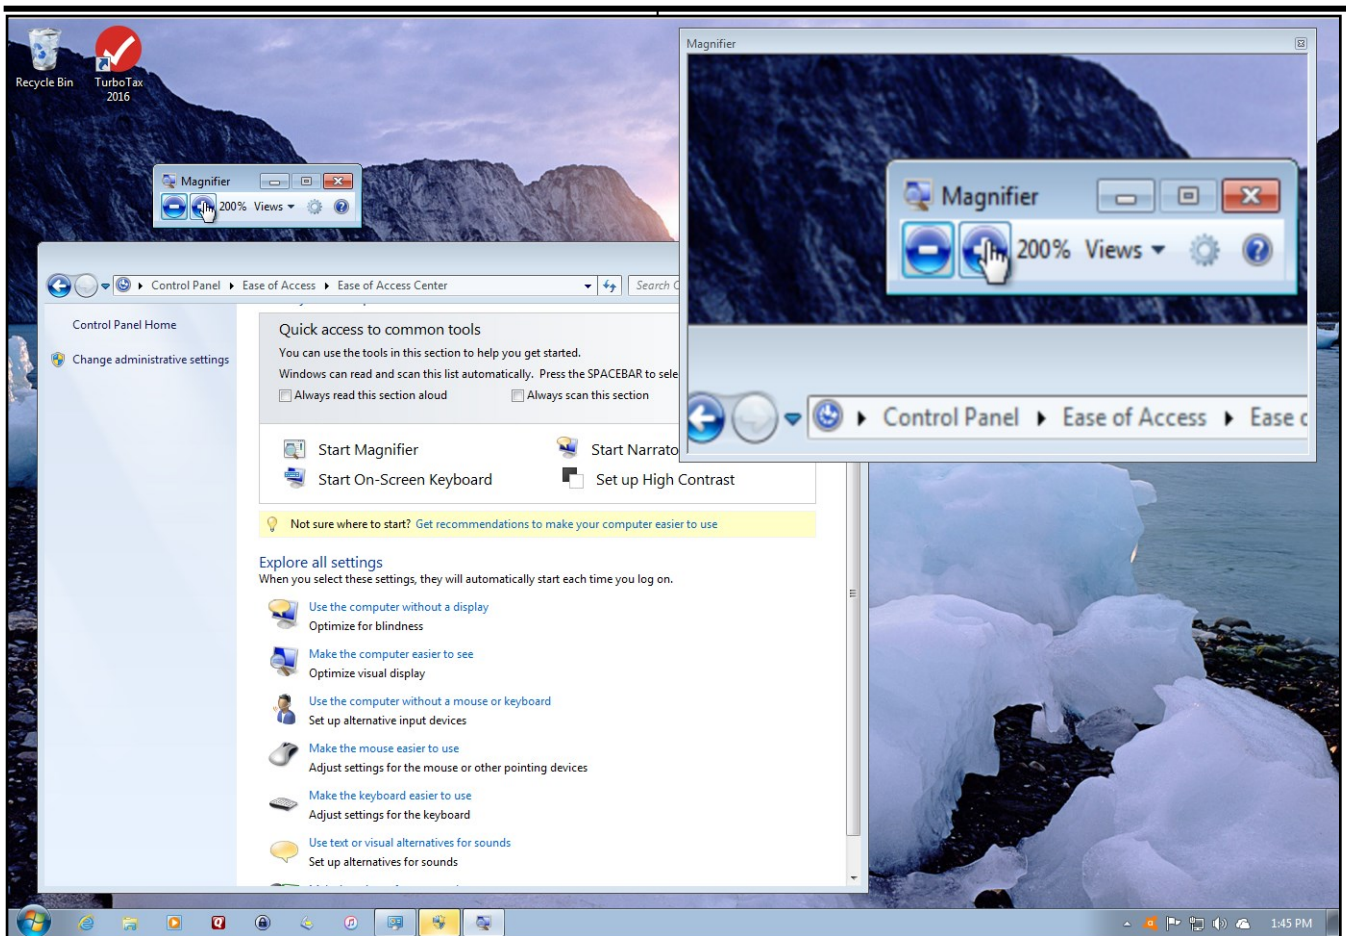 Recycle Bin
TurboTax
2016
Magnifier
200% Views
Control Panel
Ease of Access
Ease of Access Center
Search
Control Panel Home
Change administrative settings
Quick access to common tools
You can use the tools in this section to help you get started.
Windows can read and scan this list automatically. Press the SPACEBAR to sele
Always read this section aloud
Always scan this section
Start Magnifier
Start Narrato
Start On-Screen Keyboard
Set up High Contrast
Not sure where to start? Get recommendations to make your computer easier to use
Explore all settings
When you select these settings, they will automatically start each time you log on.
Use the computer without a display
Optimize for blindness
Make the computer easier to see
Optimize visual display
Use the computer without a mouse or keyboard
Set up alternative input devices
Make the mouse easier to use
Adjust settings for the mouse or other pointing devices
Make the keyboard easier to use
Adjust settings for the keyboard
Use text or visual alternatives for sounds
Set up alternatives for sounds
Magnifier
Magnifier
200% Views
Control Panel
Ease of Access
Ease
1:45 PM